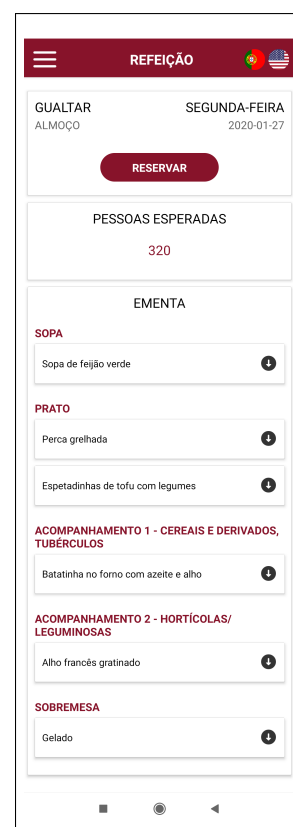 REFEIÇÃO
GUALTAR SEGUNDA-FEIRA
ALMOÇO 2020-01-27
RESERVAR
PESSOAS ESPERADAS
320
EMENTA
SOPA
Sopa de feijão verde
PRATO
Perca grelhada
Espetadinhas de tofu com legumes
ACOMPANHAMENTO 1 - CEREAIS E DERIVADOS,
TUBÉRCULOS
Batatinha no forno com azeite e alho
ACOMPANHAMENTO 2 - HORTÍCOLAS/
LEGUMINOSAS
Alho francês gratinado
SOBREMESA
Gelado